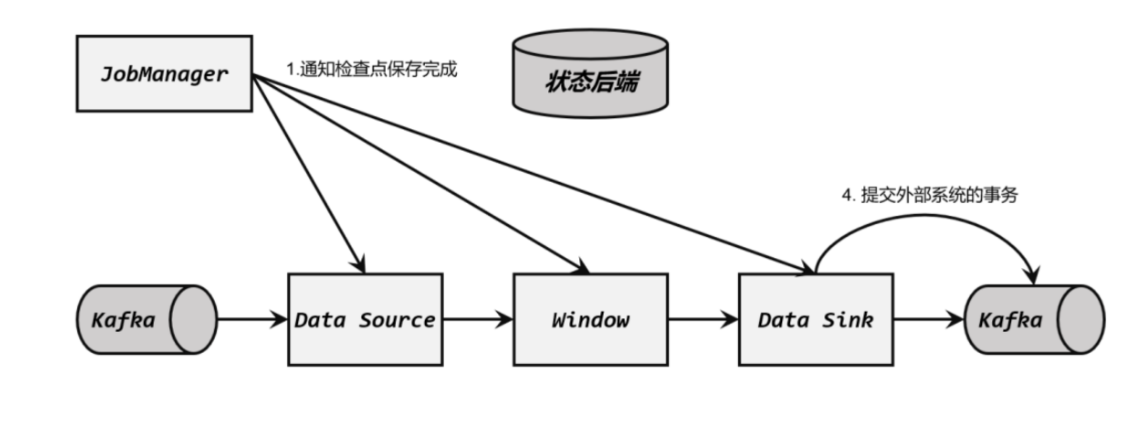 JobManager
1.通知检查点保存完成
状态后端
4. 提交外部系统的事务
Kafka
Data Source
Window
Data Sink
Kafka